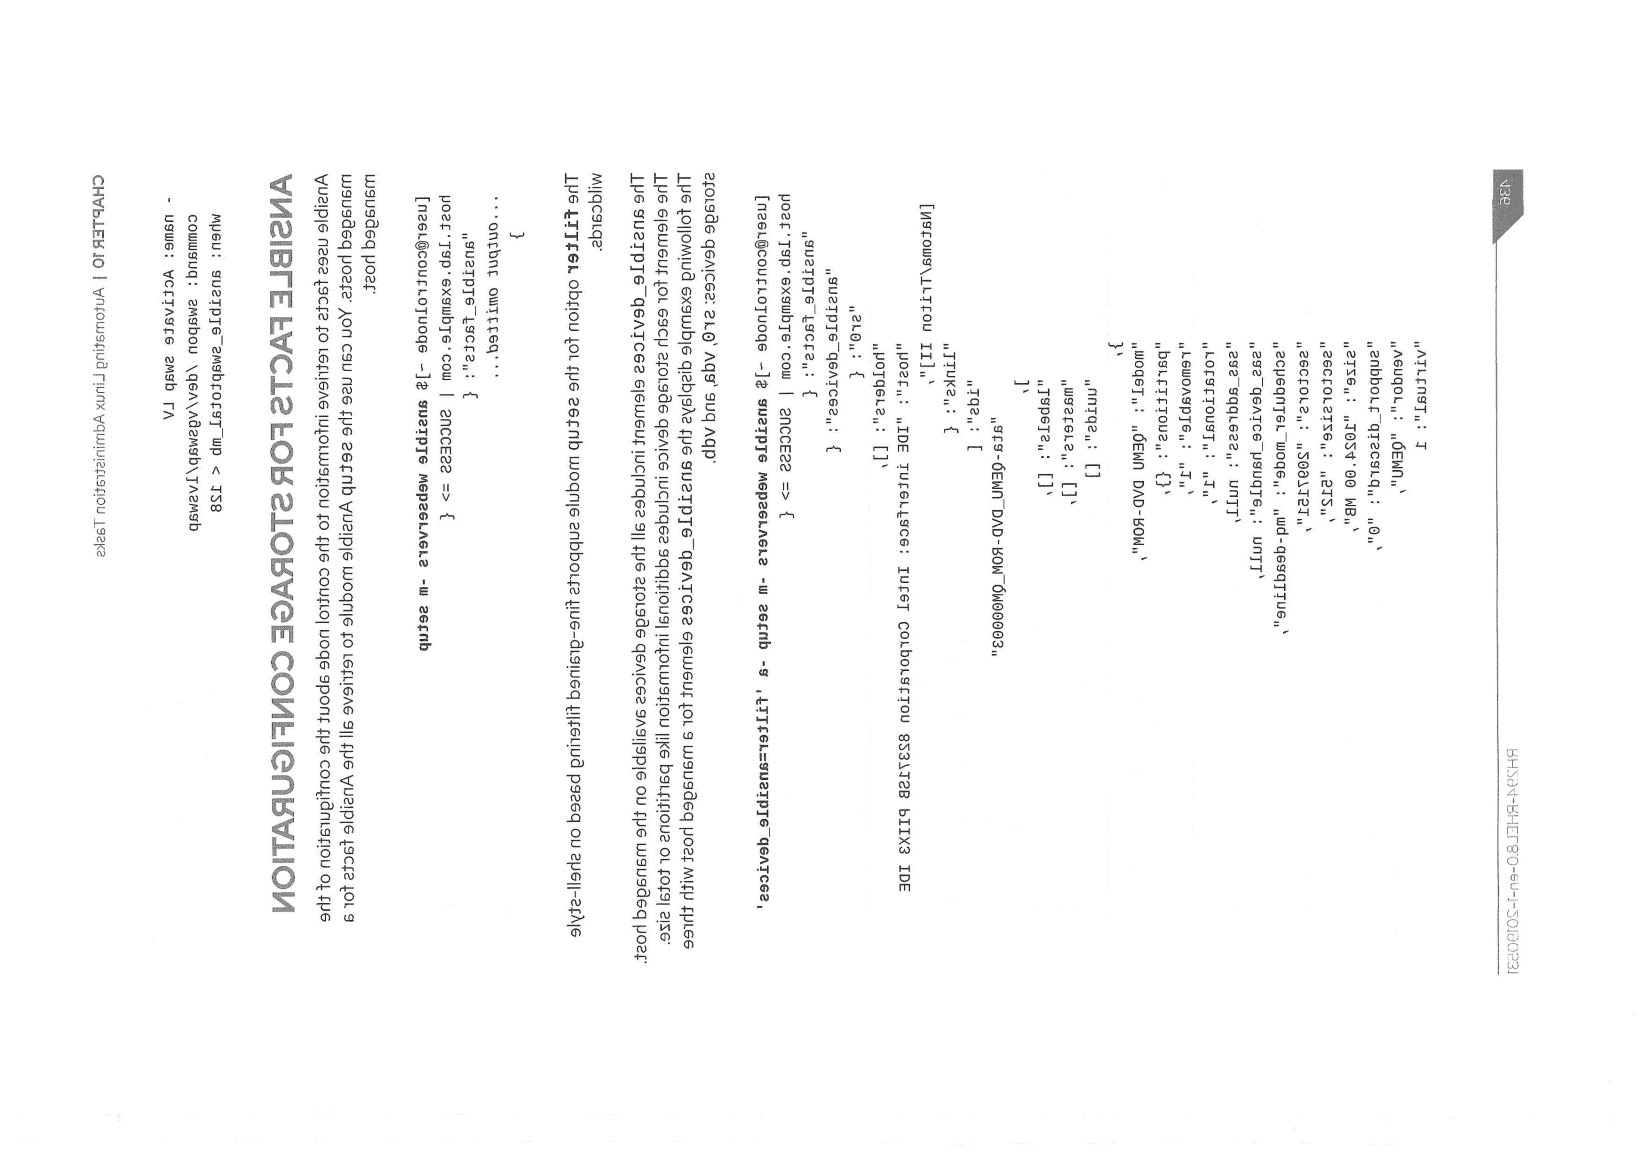 CHAPTER 10 | Automating Linux Administration Tasks
- name: Activate swap LV
command: swapon /dev/vgswap/lvswap
when: ansible_swaptotal_mb < 128
ANSIBLE FACTS FOR STORAGE CONFIGURATION
Ansible uses facts to retrieve information to the control node about the configuration of the
managed hosts. You can use the setup Ansible module to retrieve all the Ansible facts for a
managed host.
[user@controlnode ~]$ ansible webservers -m setup
host.lab.example.com | SUCCESS => {
"ansible_facts": {
...output omitted...
}
The filter option for the setup module supports fine-grained filtering based on shell-style
wildcards.
The ansible_devices element includes all the storage devices available on the managed host.
The element for each storage device includes additional information like partitions or total size.
The following example displays the ansible_devices element for a managed host with three
storage devices: sr0, vda, and vdb.
[user@controlnode ~]$ ansible webservers -m setup -a 'filter=ansible_devices'
host.lab.example.com | SUCCESS => {
"ansible_facts": {
"ansible_devices": {
"sr0": {
"holders": [],
"host": "IDE interface: Intel Corporation 82371SB PIIX3 IDE
[Natoma/Triton II]",
"links": {
"ids": [
"ata-QEMU_DVD-ROM_QM00003"
],
"labels": [],
"masters": [],
"uuids": []
},
"model": "QEMU DVD-ROM",
"partitions": {},
"removable": "1",
"rotational": "1",
"sas_address": null,
"sas_device_handle": null,
"scheduler_mode": "mq-deadline",
"sectors": "2097151",
"sectorsize": "512",
"size": "1024.00 MB",
"support_discard": "0",
"vendor": "QEMU",
"virtual": 1
436
RH294-RHEL8.0-en-1-20190531